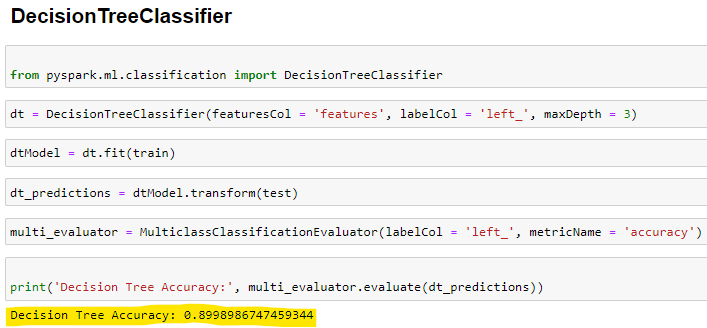 DecisionTreeClassifier
from pyspark.ml.classification import DecisionTreeClassifier
dt = DecisionTreeClassifier(featuresCol = 'features', labelCol = 'left_', maxDepth = 3)
dtModel = dt.fit(train)
dt_predictions = dtModel.transform(test)
multi_evaluator = MulticlassClassificationEvaluator(labelCol = 'left_', metricName = 'accuracy')
print('Decision Tree Accuracy:', multi_evaluator.evaluate(dt_predictions))
Decision Tree Accuracy: 0.8998986747459344